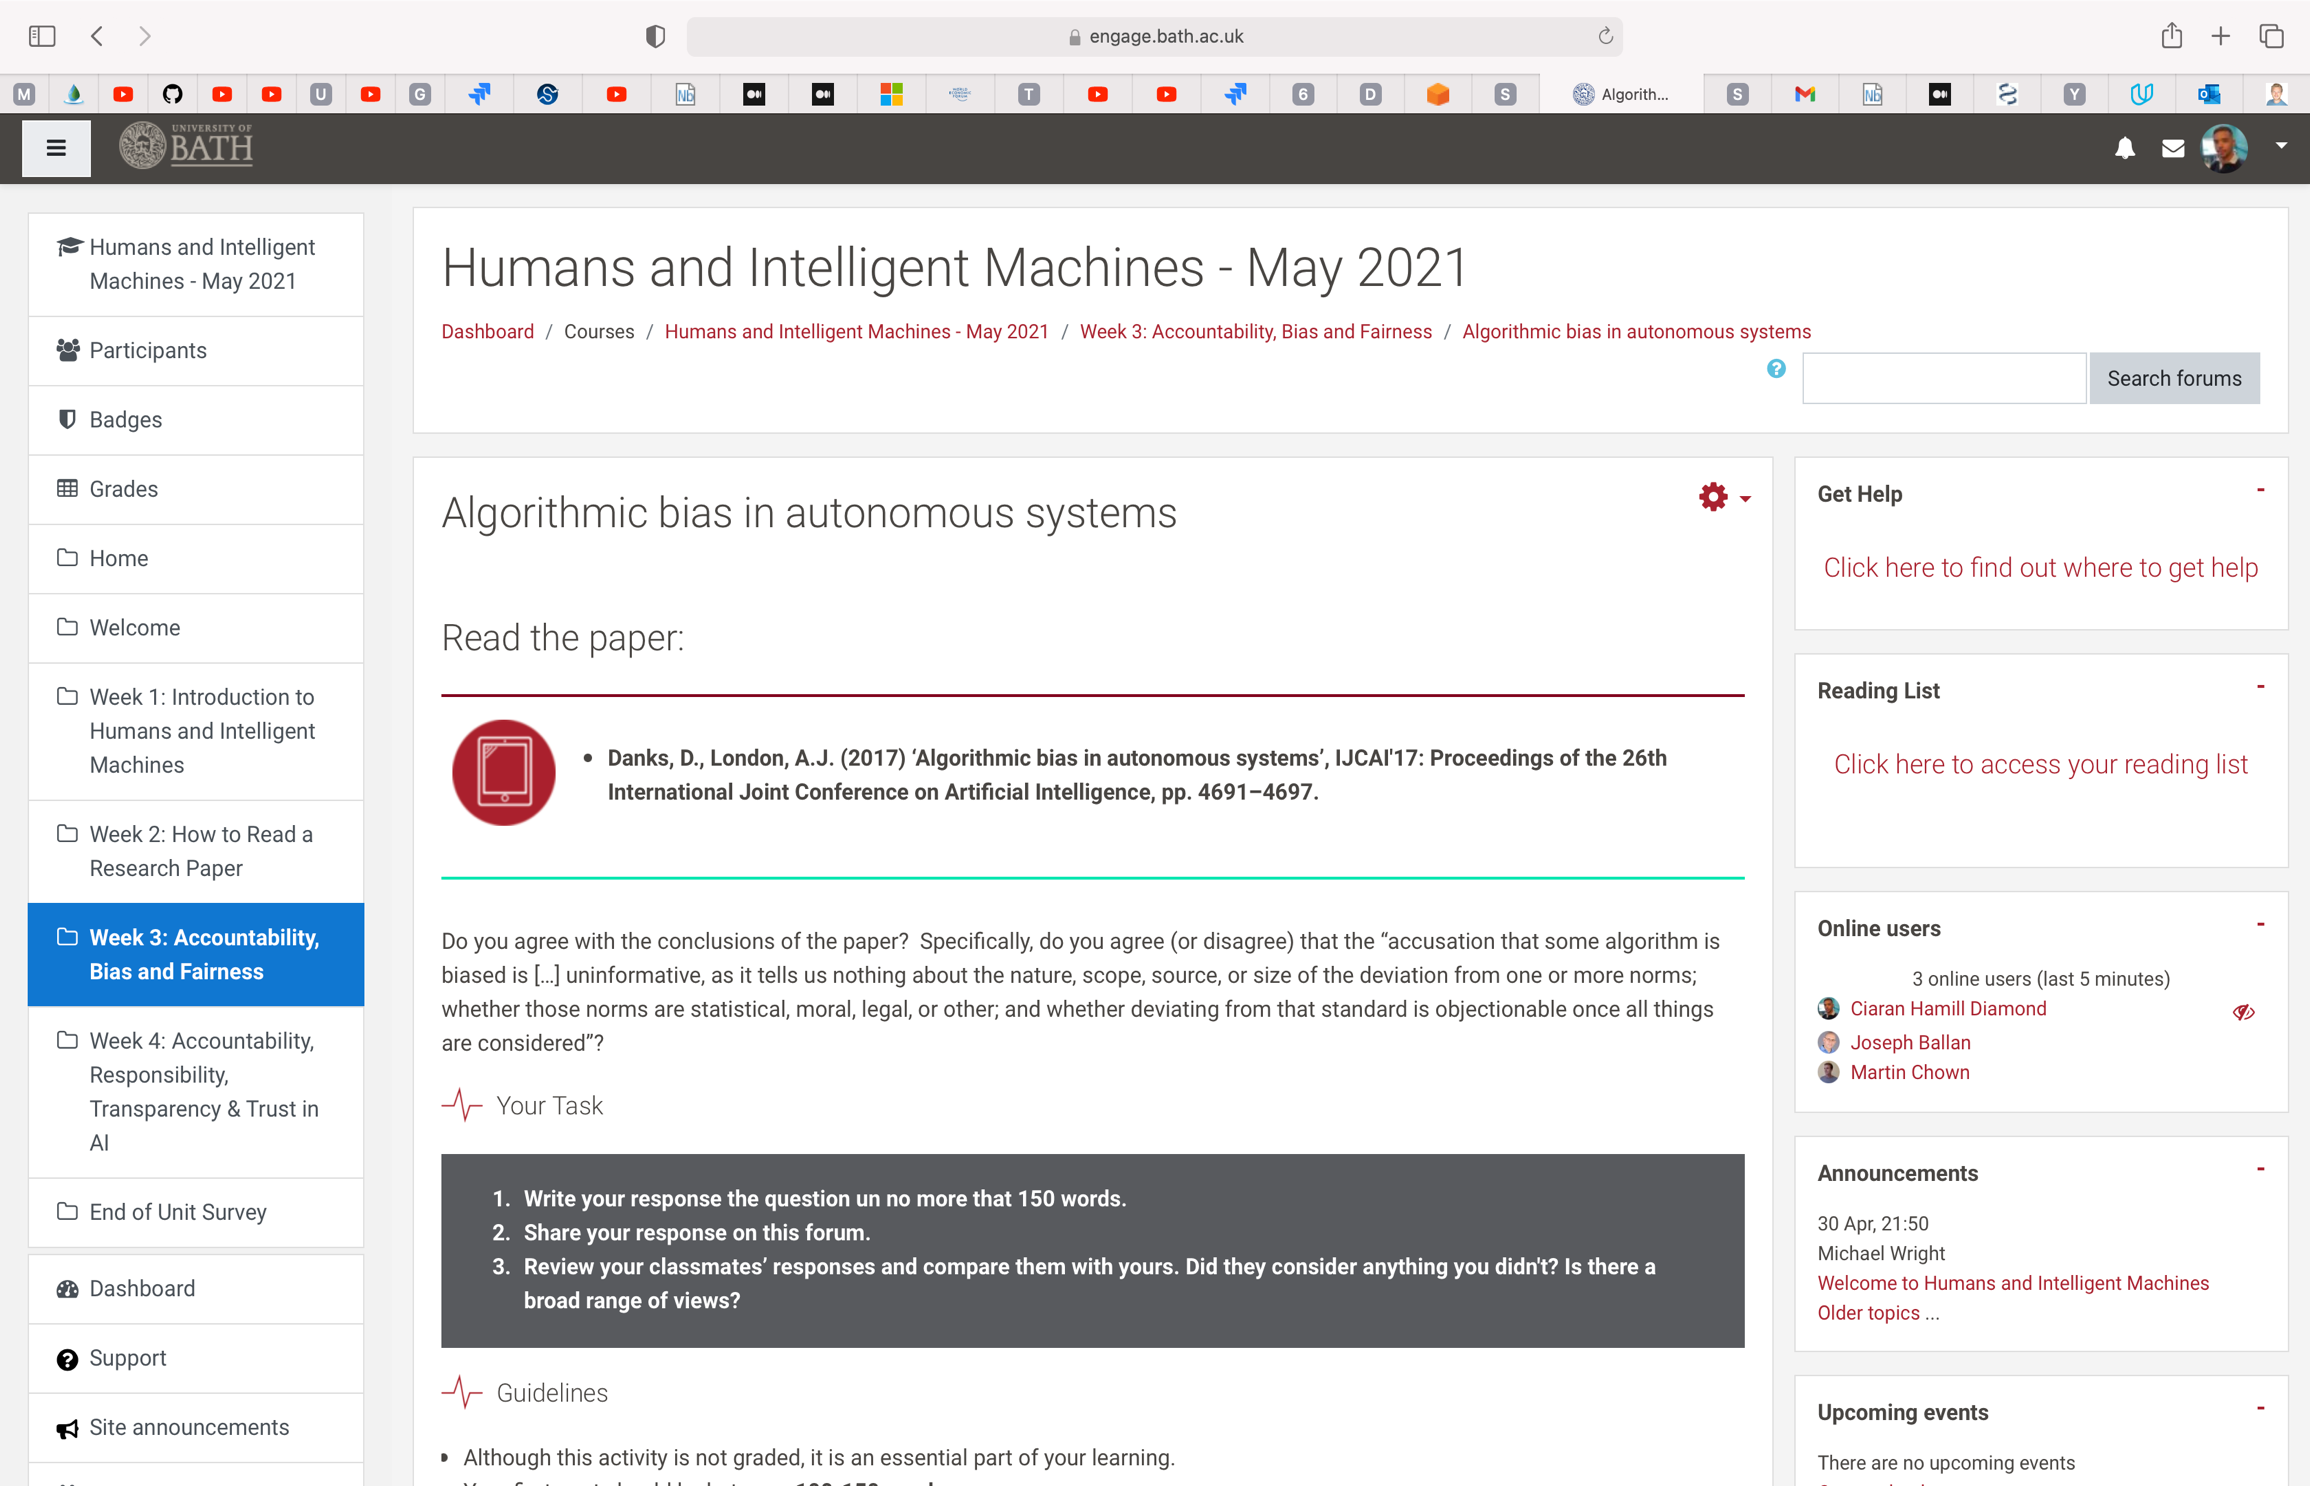 engage.bath.ac.uk
M
U
G
Nb
WORLD
ECONOMIC
FORUM
T
6
D
S
Algorith...
S
Nb
Y
UNIVERSITY OF
BATH
Humans and Intelligent
Machines - May 2021
Participants
Badges
Grades
Home
Welcome
Week 1: Introduction to
Humans and Intelligent
Machines
Week 2: How to Read a
Research Paper
Week 3: Accountability,
Bias and Fairness
Week 4: Accountability,
Responsibility,
Transparency & Trust in
AI
End of Unit Survey
Dashboard
Support
Site announcements
Humans and Intelligent Machines - May 2021
Dashboard / Courses / Humans and Intelligent Machines - May 2021 / Week 3: Accountability, Bias and Fairness / Algorithmic bias in autonomous systems
Search forums
Algorithmic bias in autonomous systems
Read the paper:
• Danks, D., London, A.J. (2017) ‘Algorithmic bias in autonomous systems’, IJCAI'17: Proceedings of the 26th
International Joint Conference on Artificial Intelligence, pp. 4691–4697.
Do you agree with the conclusions of the paper?  Specifically, do you agree (or disagree) that the “accusation that some algorithm is
biased is […] uninformative, as it tells us nothing about the nature, scope, source, or size of the deviation from one or more norms;
whether those norms are statistical, moral, legal, or other; and whether deviating from that standard is objectionable once all things
are considered”?
Your Task
1. Write your response the question un no more that 150 words.
2. Share your response on this forum.
3. Review your classmates’ responses and compare them with yours. Did they consider anything you didn't? Is there a
broad range of views?
Guidelines
• Although this activity is not graded, it is an essential part of your learning.
Get Help
Click here to find out where to get help
Reading List
Click here to access your reading list
Online users
3 online users (last 5 minutes)
Ciaran Hamill Diamond
Joseph Ballan
Martin Chown
Announcements
30 Apr, 21:50
Michael Wright
Welcome to Humans and Intelligent Machines
Older topics ...
Upcoming events
There are no upcoming events